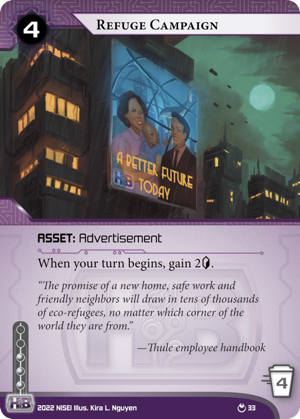 4
Refuge Campaign
A BETTER FUTURE
HB TODAY
ASSET: Advertisement
When your turn begins, gain 2.
“The promise of a new home, safe work and
friendly neighbors will draw in tens of thousands
of eco-refugees, no matter which corner of the
world they are from.”
—Thule employee handbook
4
HB
2022 NISEI Illus. Kira L. Nguyen
33